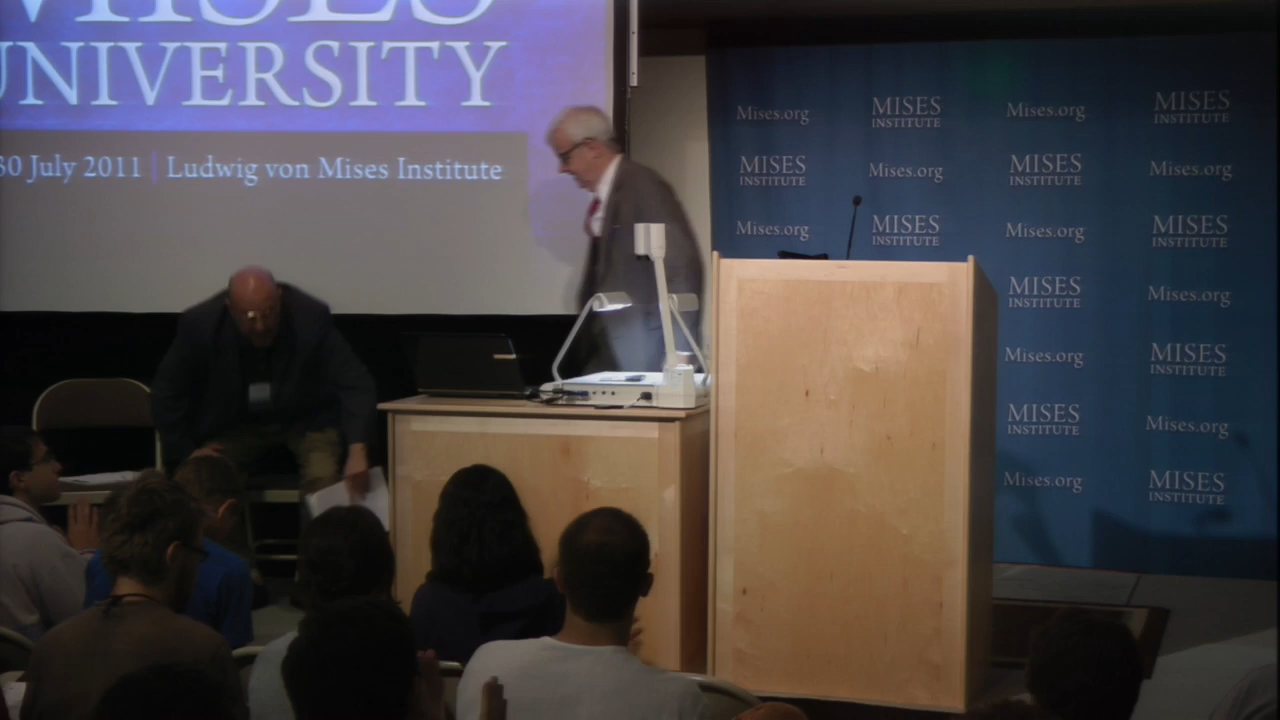 UNIVERSITY
30 July 2011 | Ludwig von Mises Institute
Mises.org MISES INSTITUTE Mises.org MISES INSTITUTE
MISES INSTITUTE Mises.org MISES INSTITUTE Mises.org
Mises.org MISES INSTITUTE Mises.org MISES INSTITUTE
MISES INSTITUTE Mises.org
Mises.org MISES INSTITUTE
MISES INSTITUTE Mises.org
Mises.org MISES INSTITUTE